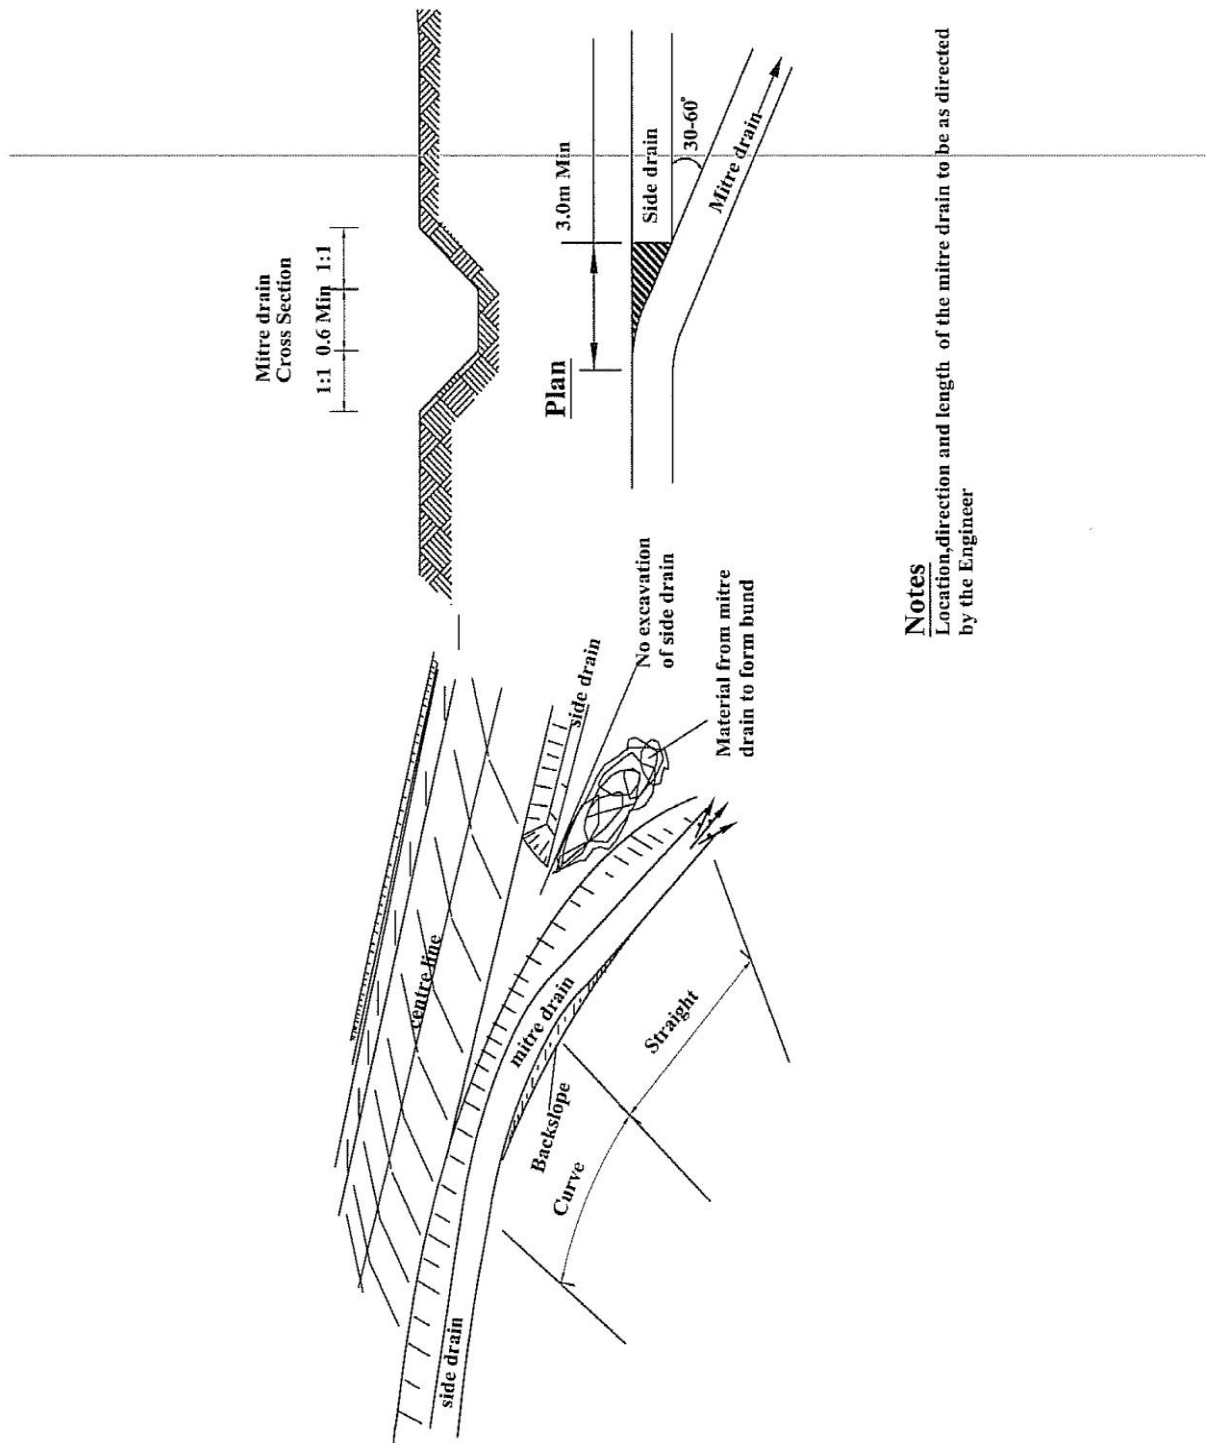 Mitre drain
Cross Section
1:1 0.6 Min 1:1
Plan
3.0m Min
Side drain
30-60°
Mitre drain
centre line
side drain
side drain
No excavation
of side drain
Material from mitre
drain to form bund
mitre drain
Backslope
Curve
Straight
Notes
Location,direction and length of the mitre drain to be as directed
by the Engineer